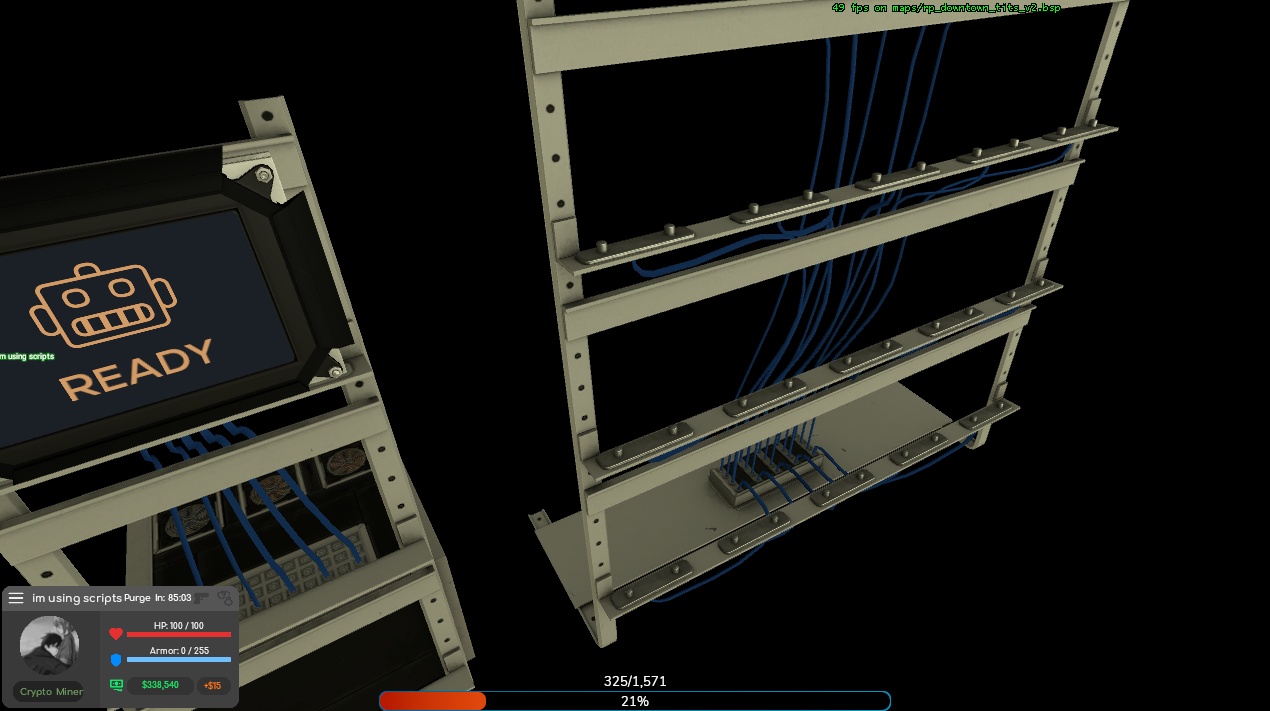 49 fps on maps/rp_downtown_tits_v2.bsp
READY
m using scripts
im using scripts Purge In: 85:03
HP: 100 / 100
Armor: 0 / 255
Crypto Miner
$338,540
+$15
325/1,571
21%